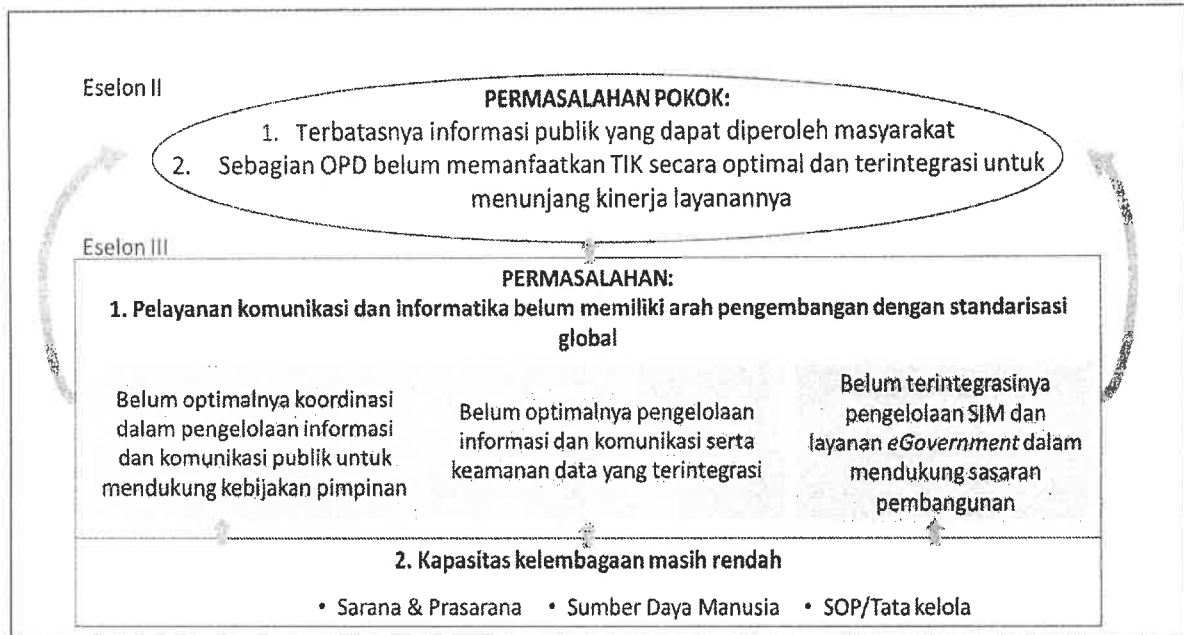 Eselon II
PERMASALAHAN POKOK:
1. Terbatasnya informasi publik yang dapat diperoleh masyarakat
2. Sebagian OPD belum memanfaatkan TIK secara optimal dan terintegrasi untuk
menunjang kinerja layanannya
Eselon III
PERMASALAHAN:
1. Pelayanan komunikasi dan informatika belum memiliki arah pengembangan dengan standarisasi
global
Belum optimalnya koordinasi
dalam pengelolaan informasi
dan komunikasi publik untuk
mendukung kebijakan pimpinan
Belum optimalnya pengelolaan
informasi dan komunikasi serta
keamanan data yang terintegrasi
Belum terintegrasinya
pengelolaan SIM dan
layanan eGovernment dalam
mendukung sasaran
pembangunan
2. Kapasitas kelembagaan masih rendah
• Sarana & Prasarana • Sumber Daya Manusia • SOP/Tata kelola